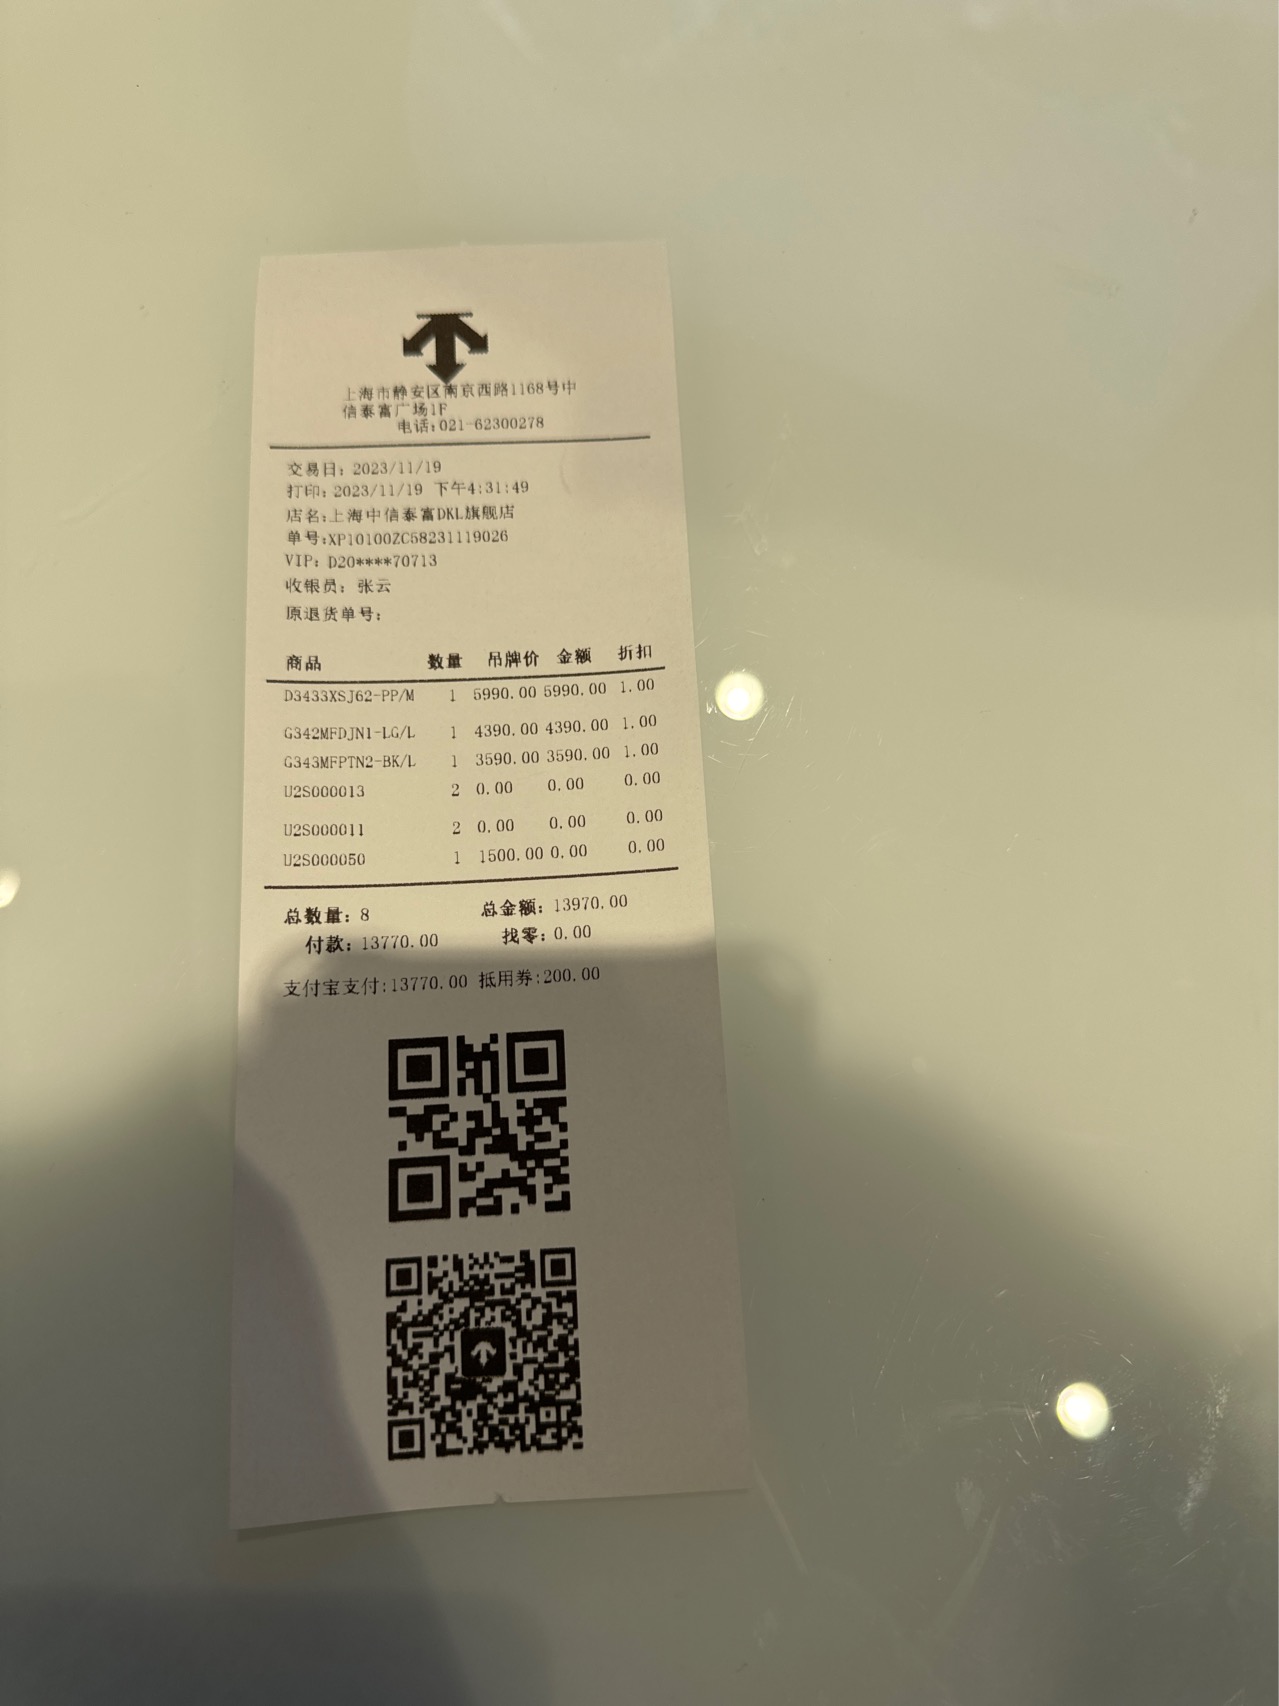 上海市静安区南京西路1168号中
信泰富广场1F
电话:021-62300278
交易日: 2023/11/19
打印: 2023/11/19 下午4:31:49
店名:上海中信泰富DKL旗舰店
单号:XP10100ZC58231119026
VIP: D20****70713
收银员: 张云
原退货单号:
商品 数量 吊牌价 金额 折扣
D3433XSJ62-PP/M 1 5990.00 5990.00 1.00
G342MFDJN1-LG/L 1 4390.00 4390.00 1.00
G343MFPTN2-BK/L 1 3590.00 3590.00 1.00
U2S000013 2 0.00 0.00 0.00
U2S000011 2 0.00 0.00 0.00
U2S000050 1 1500.00 0.00 0.00
总数量: 8 总金额: 13970.00
付款: 13770.00 找零: 0.00
支付宝支付:13770.00 抵用券:200.00